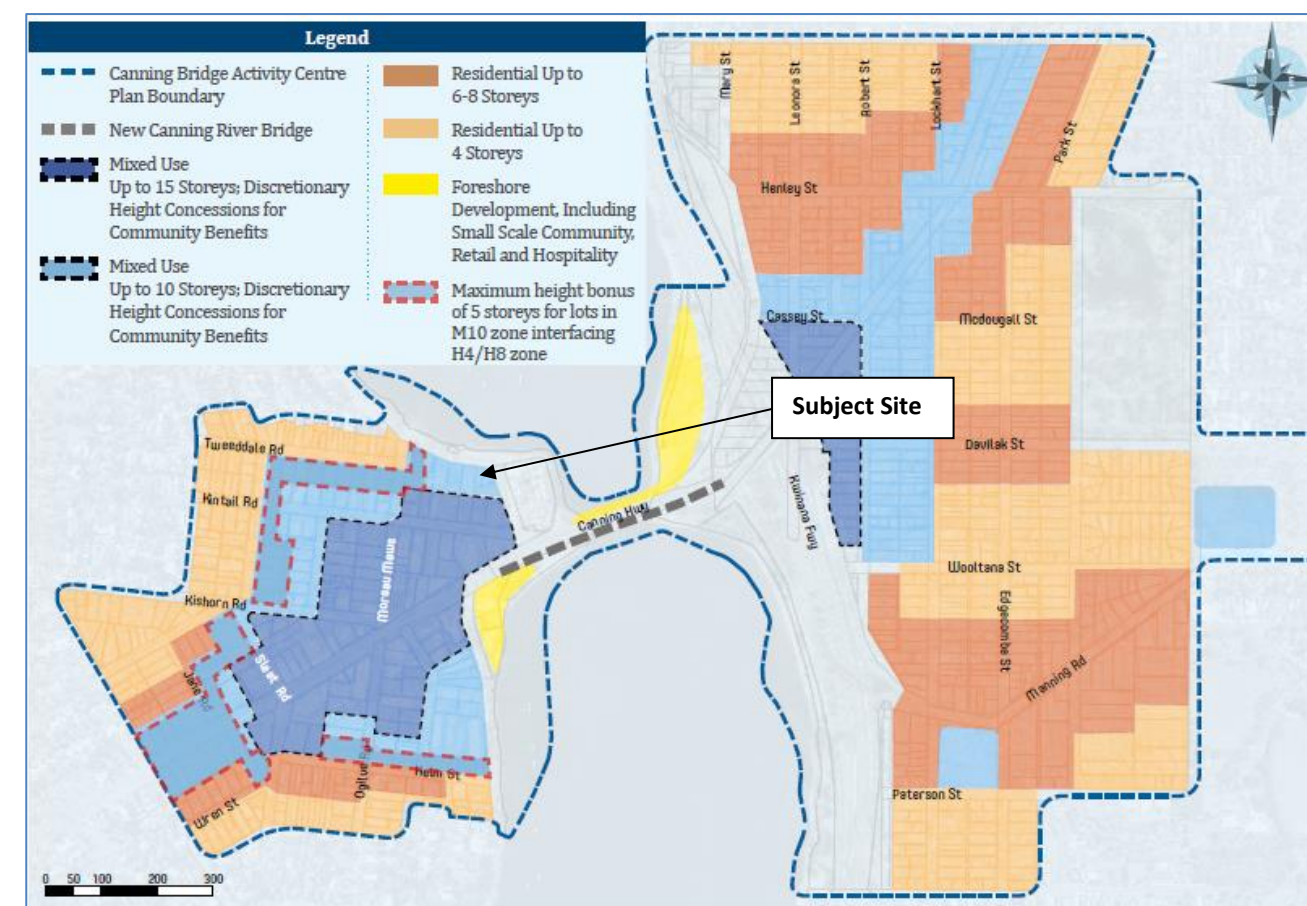 Legend
Canning Bridge Activity Centre
Plan Boundary
New Canning River Bridge
Mixed Use
Up to 15 Storeys; Discretionary
Height Concessions for
Community Benefits
Mixed Use
Up to 10 Storeys; Discretionary
Height Concessions for
Community Benefits
Residential Up to
6-8 Storeys
Residential Up to
4 Storeys
Foreshore
Development, Including
Small Scale Community,
Retail and Hospitality
Maximum height bonus
of 5 storeys for lots in
M10 zone interfacing
H4/H8 zone
Mary St
Leonora St
Robert St
Lockhart St
Park St
Henley St
Cassey St
Mcdougall St
Subject Site
Davilak St
Kwinana Fwy
Canning Hwy
Tweeddale Rd
Kintail Rd
Moreau Mews
Kishorn Rd
Sleat Rd
Jane Rd
Wooltana St
Edgecombe St
Manning Rd
Ogilvie Rd
Helm St
Wren St
Paterson St
0 50 100 200 300